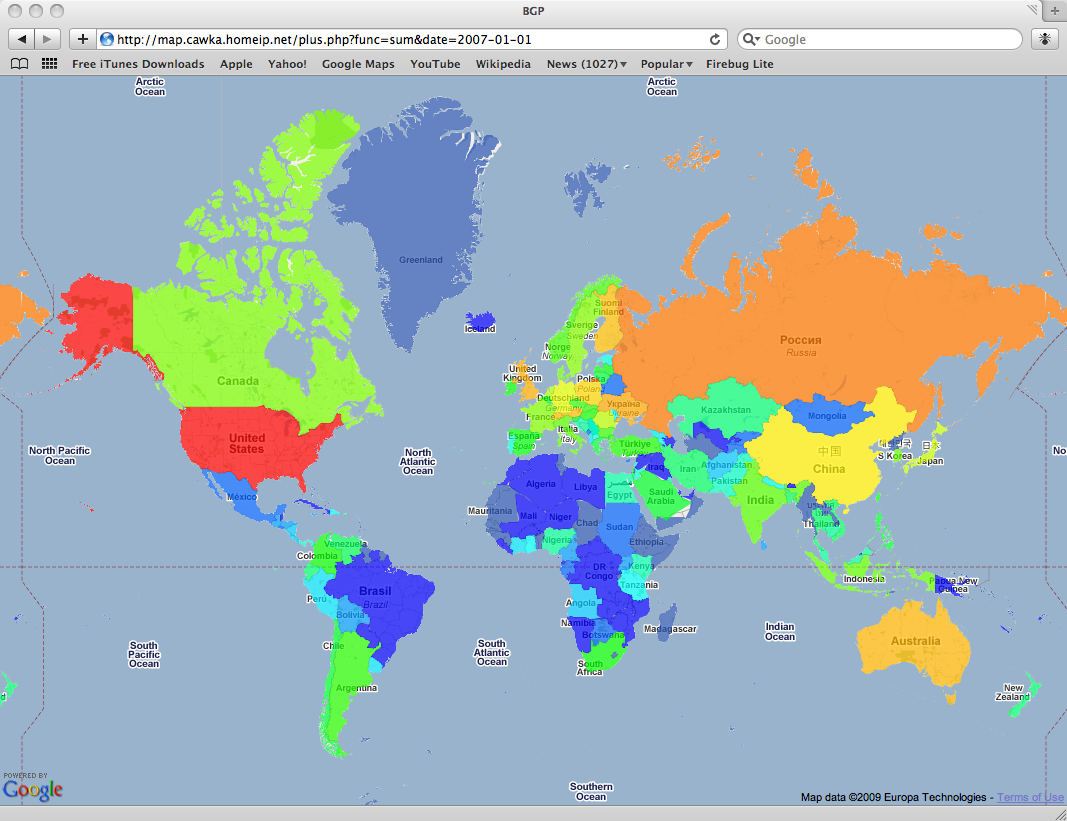 BGP
http://map.cawka.homeip.net/plus.php?func=sum&date=2007-01-01
Google
Free iTunes Downloads Apple Yahoo! Google Maps YouTube Wikipedia News (1027) Popular Firebug Lite
Arctic
Ocean
Arctic
Ocean
Greenland
Iceland
Suomi
Finland
Sverige
Sweden
Norge
Norway
Россия
Russia
United
Kingdom
Polska
Poland
Canada
Deutschland
Germany
Україна
Ukraine
France
Kazakhstan
Mongolia
Italia
Italy
España
Spain
Türkiye
Turkey
United
States
North Pacific
Ocean
North
Atlantic
Ocean
中国
China
S Korea
日本
Japan
No
Iraq
Iran
Afghanistan
Pakistan
Algeria
Libya
Egypt
Saudi
Arabia
India
México
Mauritania
Mali
Niger
Chad
Sudan
Thailand
Nigeria
Ethiopia
Venezuela
Colombia
DR
Congo
Kenya
Tanzania
Indonesia
Papua New
Guinea
Brasil
Brazil
Perú
Bolivia
Angola
Namibia
Botswana
Madagascar
Indian
Ocean
Australia
South
Pacific
Ocean
Chile
South
Atlantic
Ocean
South
Africa
Argentina
d
New
Zealand
POWERED BY
Google
Southern
Ocean
Map data ©2009 Europa Technologies - Terms of Use